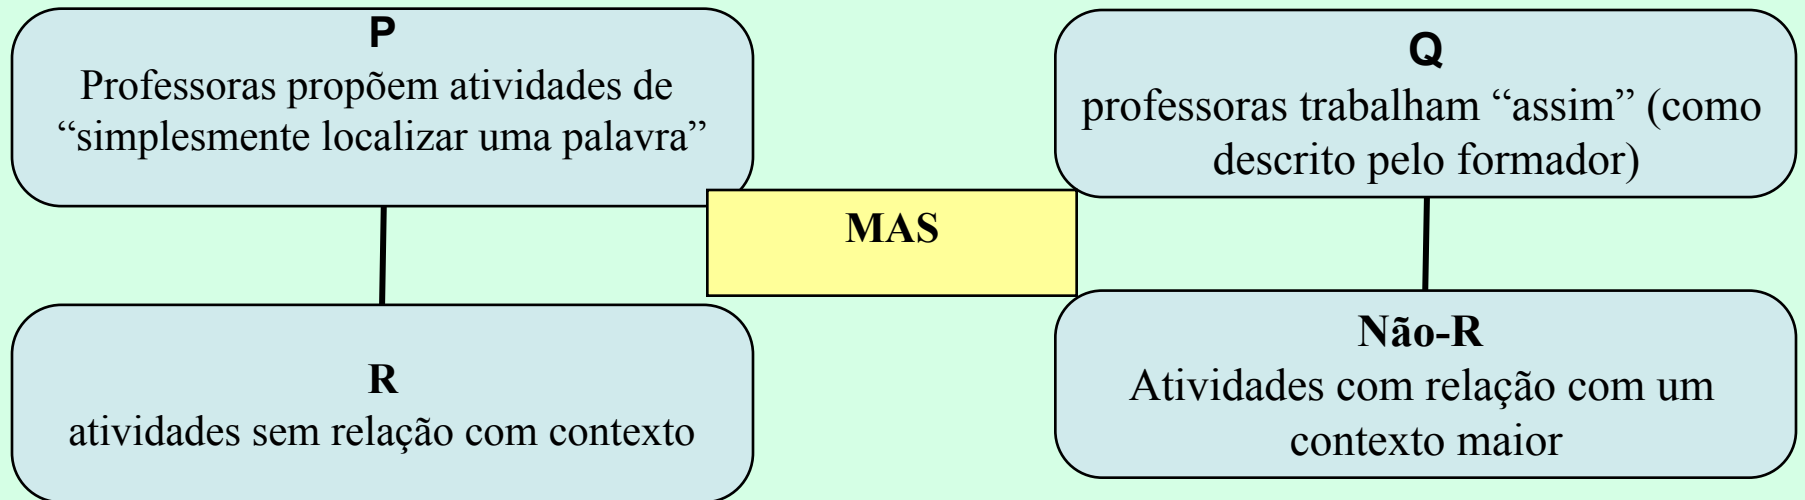 P
Professoras propõem atividades de
“simplesmente localizar uma palavra”
Q
professoras trabalham “assim” (como
descrito pelo formador)
MAS
R
atividades sem relação com contexto
Não-R
Atividades com relação com um
contexto maior